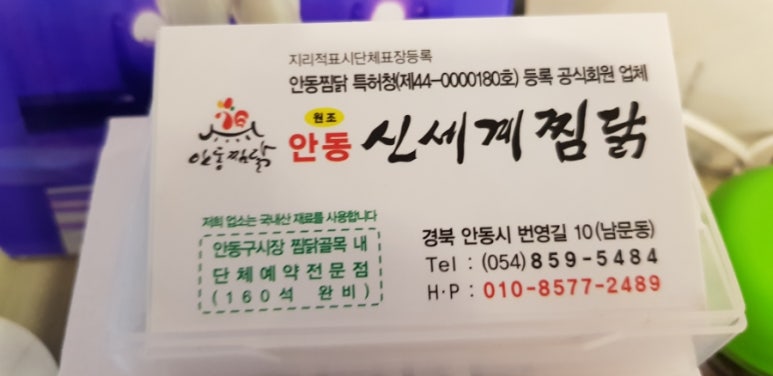 지리적표시단체표장등록
안동찜닭 특허청(제44-0000180호) 등록 공식회원 업체
안동찜닭
원조
안동 신세계찜닭
저희 업소는 국내산 재료를 사용합니다
안동구시장 찜닭골목 내
단체예약전문점
(160석 완비)
경북 안동시 번영길 10(남문동)
Tel : (054)859-5484
H·P : 010-8577-2489